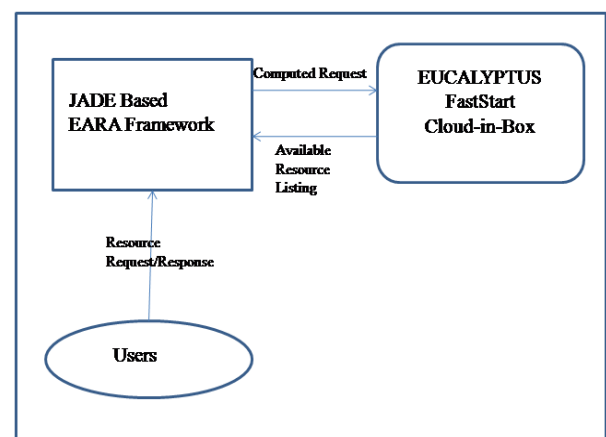 JADE Based
EARA Framework
Computed Request
EUCALYPTUS
FastStart
Cloud-in-Box
Available
Resource
Listing
Resource
Request/Response
Users